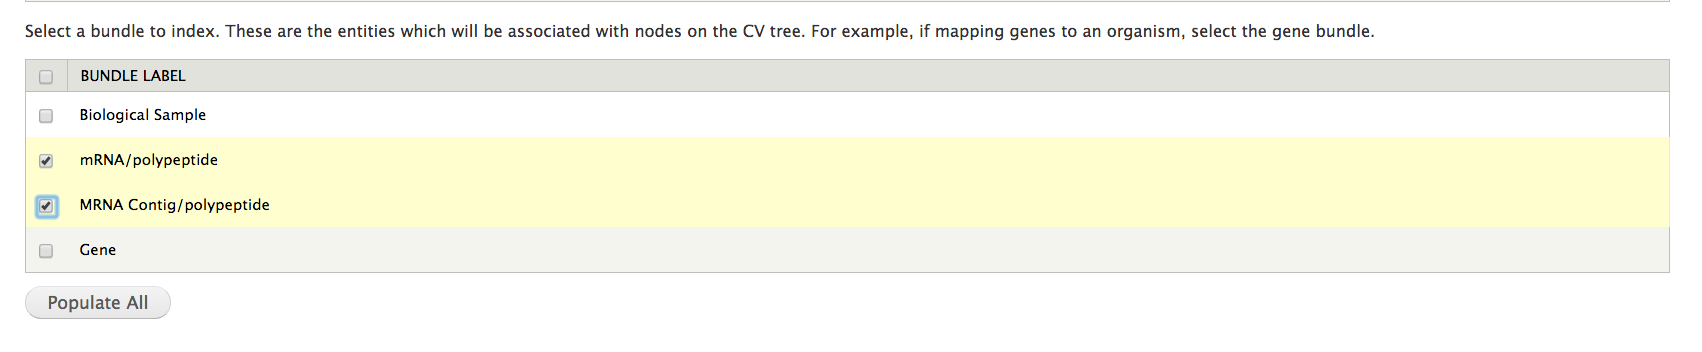 Select a bundle to index. These are the entities which will be associated with nodes on the CV tree. For example, if mapping genes to an organism, select the gene bundle.
BUNDLE LABEL
Biological Sample
mRNA/polypeptide
MRNA Contig/polypeptide
Gene
Populate All